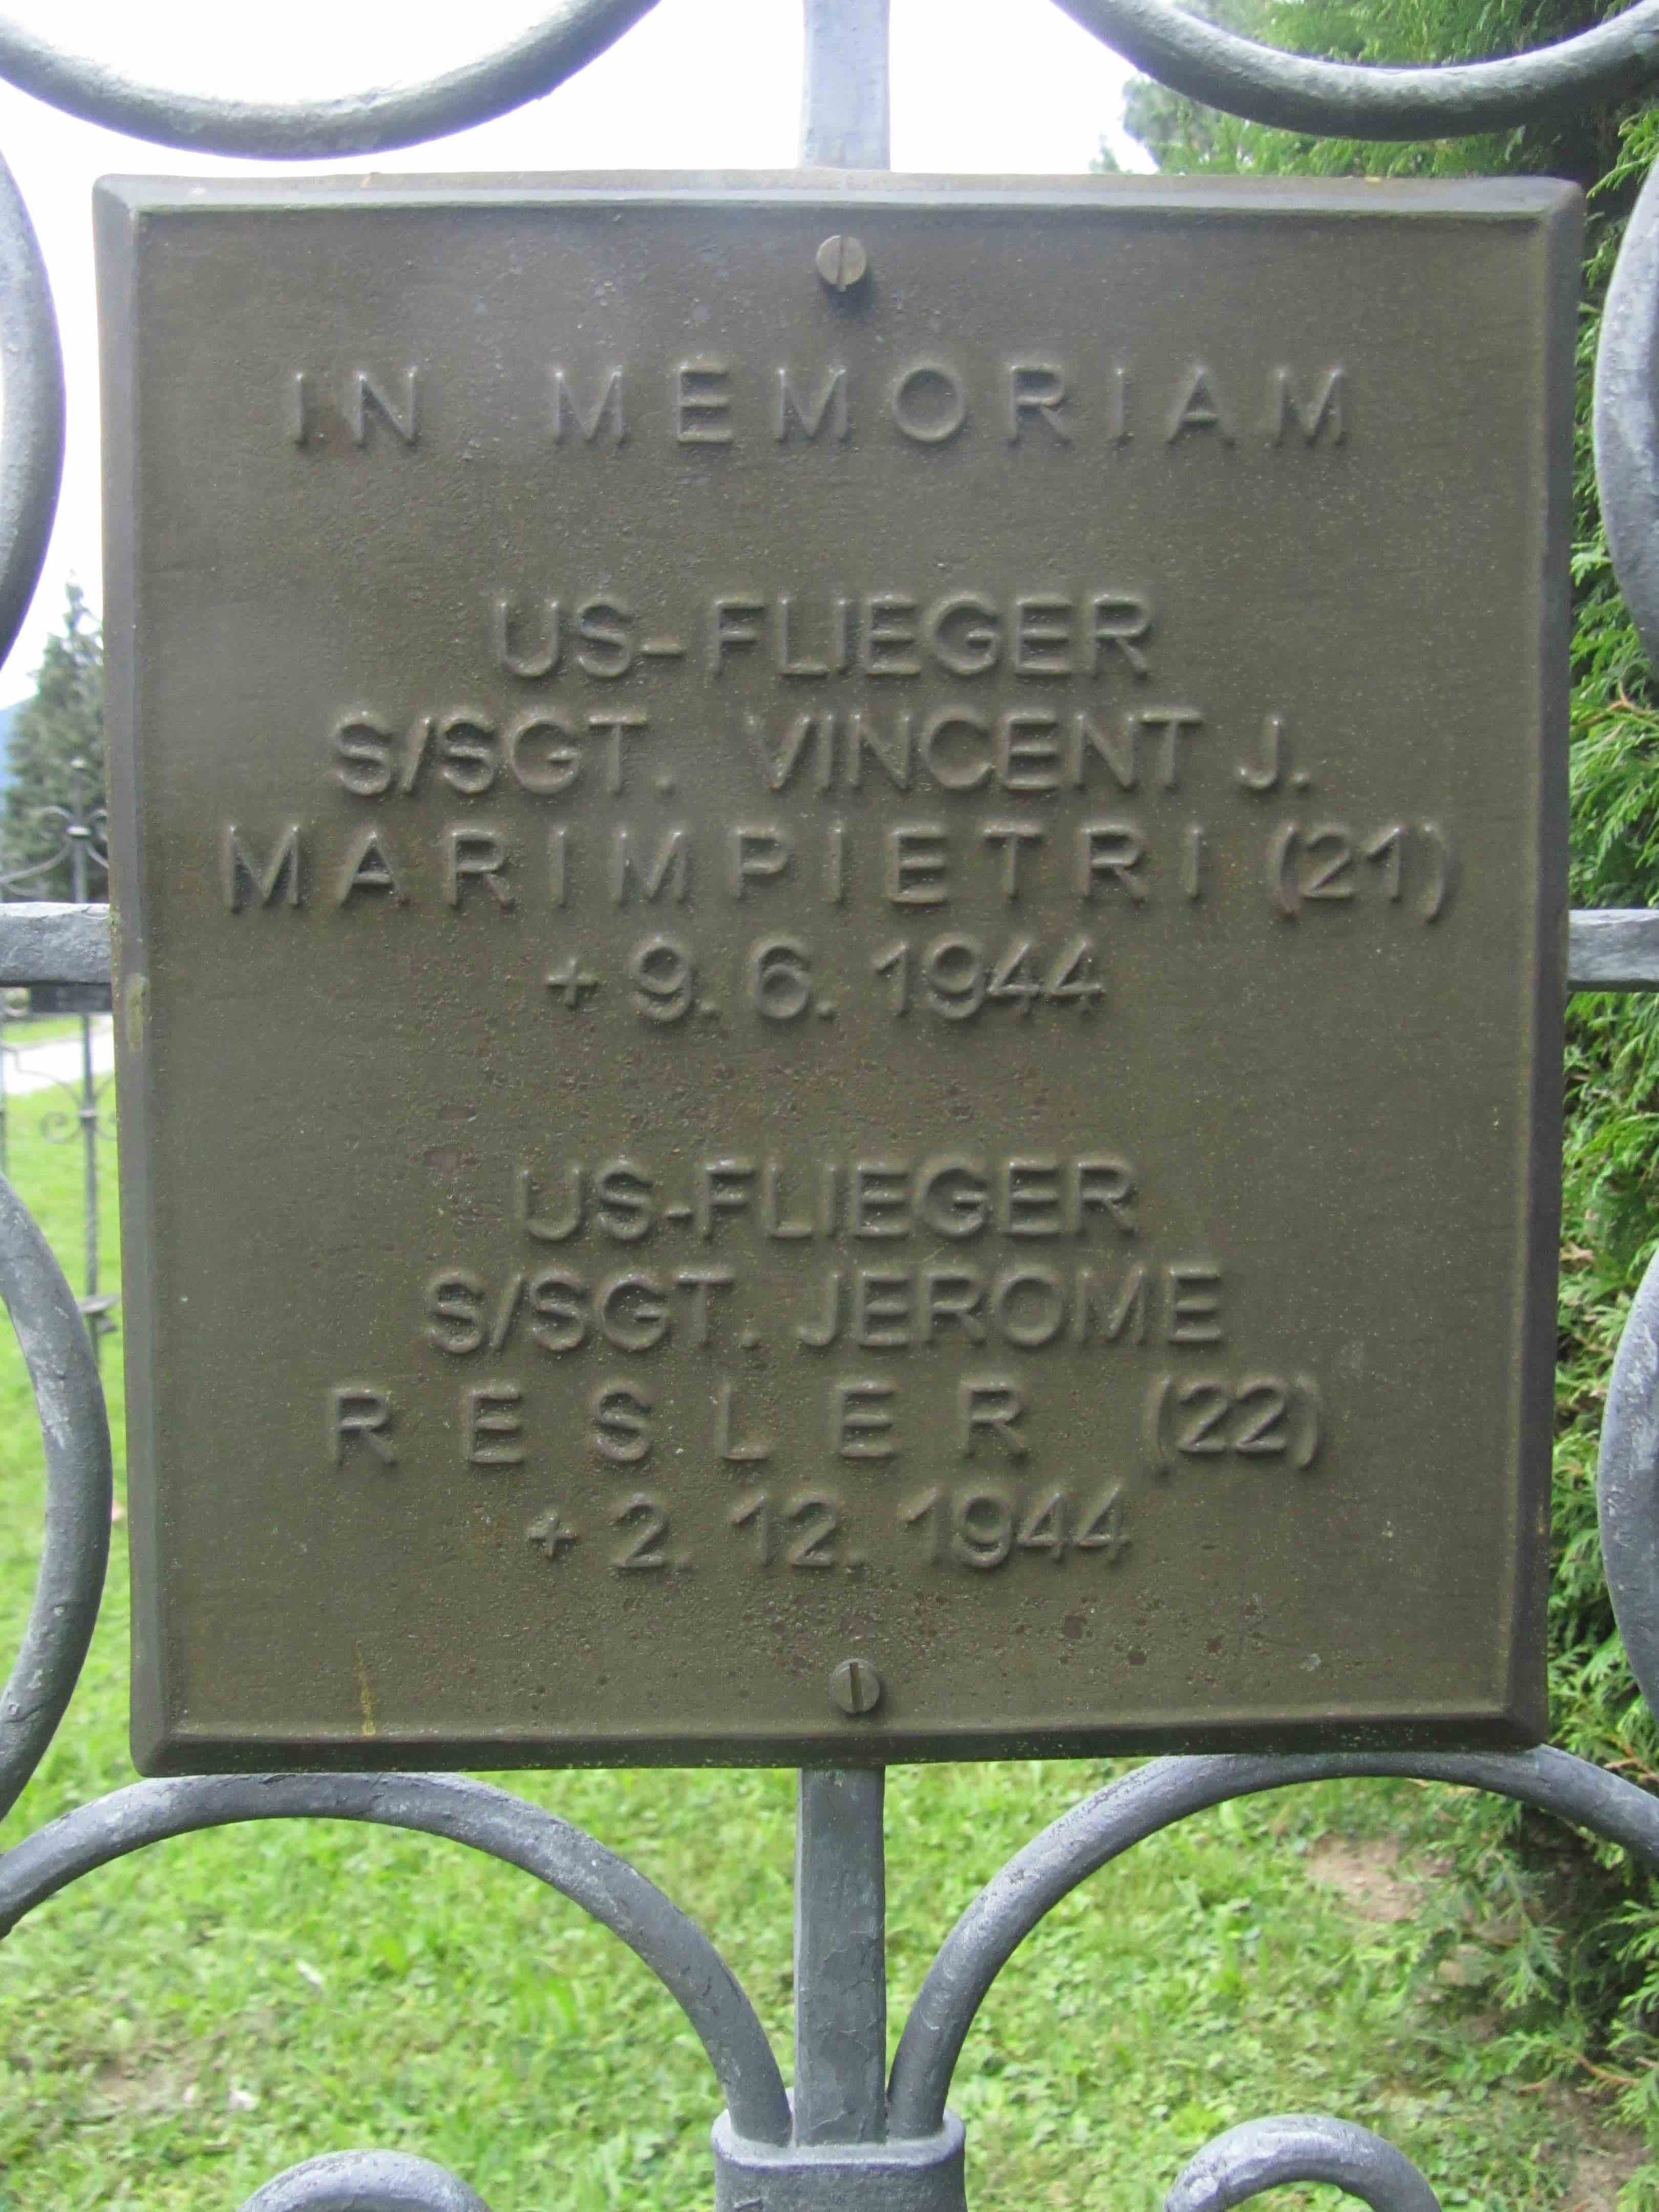 IN MEMORIAM
US-FLIEGER
S/SGT. VINCENT J.
MARIMPIETRI (21)
+ 9. 6. 1944
US-FLIEGER
S/SGT. JEROME
RESLER (22)
+ 2. 12. 1944